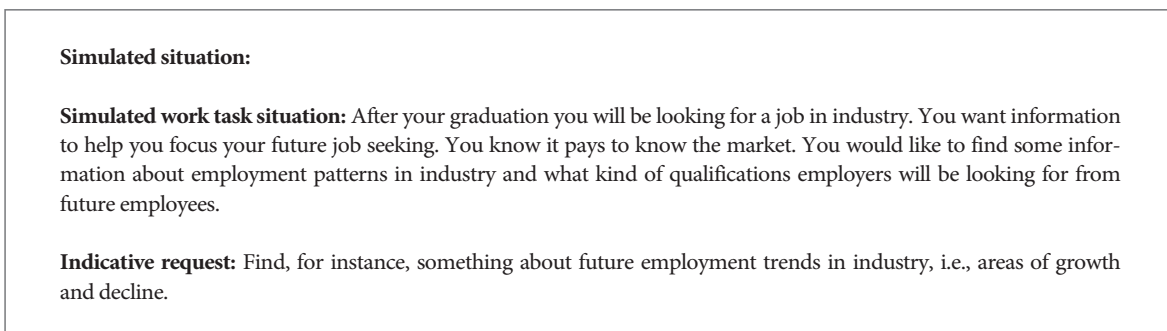 Simulated situation:
Simulated work task situation: After your graduation you will be looking for a job in industry. You want information
to help you focus your future job seeking. You know it pays to know the market. You would like to find some infor-
mation about employment patterns in industry and what kind of qualifications employers will be looking for from
future employees.
Indicative request: Find, for instance, something about future employment trends in industry, i.e., areas of growth
and decline.